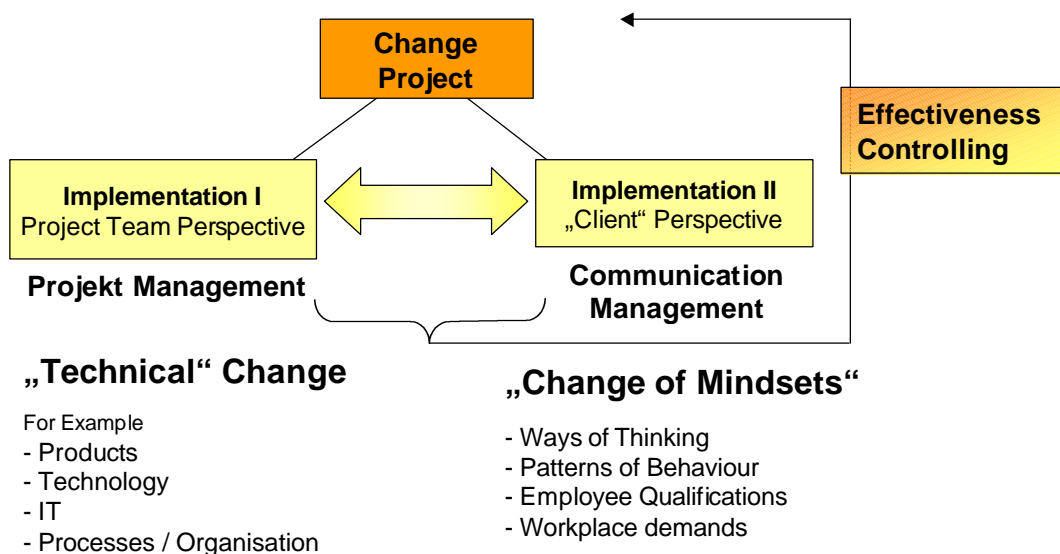 Change
Project
Effectiveness
Controlling
Implementation I
Project Team Perspective
Implementation II
„Client“ Perspective
Projekt Management
Communication
Management
„Technical“ Change
For Example
- Products
- Technology
- IT
- Processes / Organisation
„Change of Mindsets“
- Ways of Thinking
- Patterns of Behaviour
- Employee Qualifications
- Workplace demands